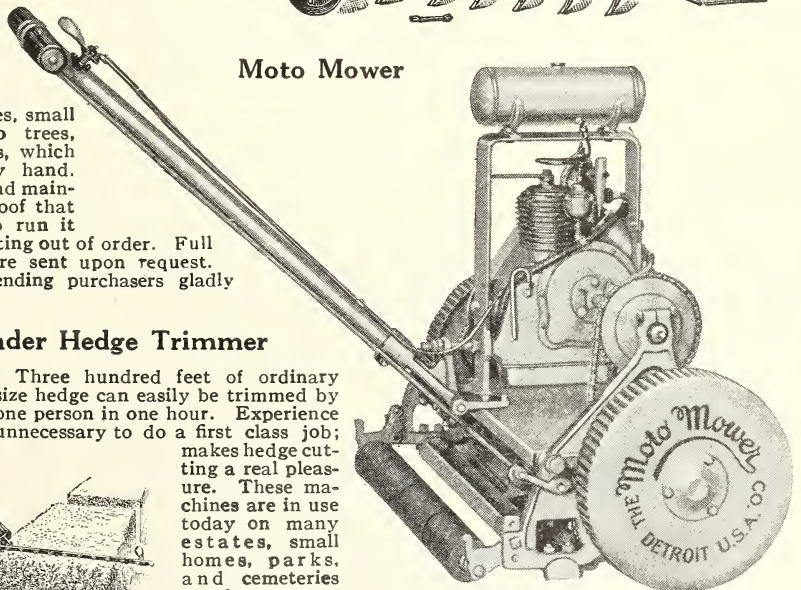 Moto Mower
es, small
o trees,
s, which
y hand.
nd main-
oof that
o run it
ting out of order. Full
re sent upon request.
ending purchasers gladly
nder Hedge Trimmer
Three hundred feet of ordinary
size hedge can easily be trimmed by
one person in one hour. Experience
unnecessary to do a first class job;
makes hedge cut-
ting a real pleas-
ure. These ma-
chines are in use
today on many
estates, small
homes, parks,
and cemeteries
THE Moto Mower CO.
DETROIT U.S.A.